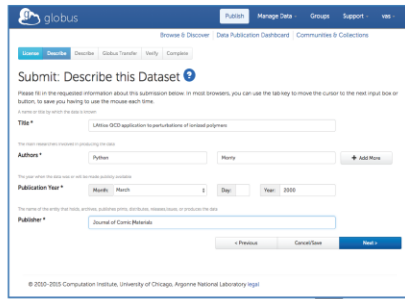 globus
Publish Manage Data Groups Support vas
Browse & Discover Data Publication Dashboard Communities & Collections
License Describe Describe Globus Transfer Verify Complete
Submit: Describe this Dataset ?
Please fill in the requested information about this submission below. In most browsers, you can use the tab key to move the cursor to the next input box or
button, to save you having to use the mouse each time.
A name or title by which the data is known
Title *
LAttice QCD application to perturbations of ionized polymers
The main researchers involved in producing the data
Authors * Python Monty + Add More
The year when the data was or will be made publicly available
Publication Year * Month: March Day: Year: 2000
The name of the entity that holds, archives, publishes prints, distributes, releases, issues, or produces the data
Publisher * Journal of Comic Materials
< Previous Cancel/Save Next >
© 2010-2015 Computation Institute, University of Chicago, Argonne National Laboratory legal